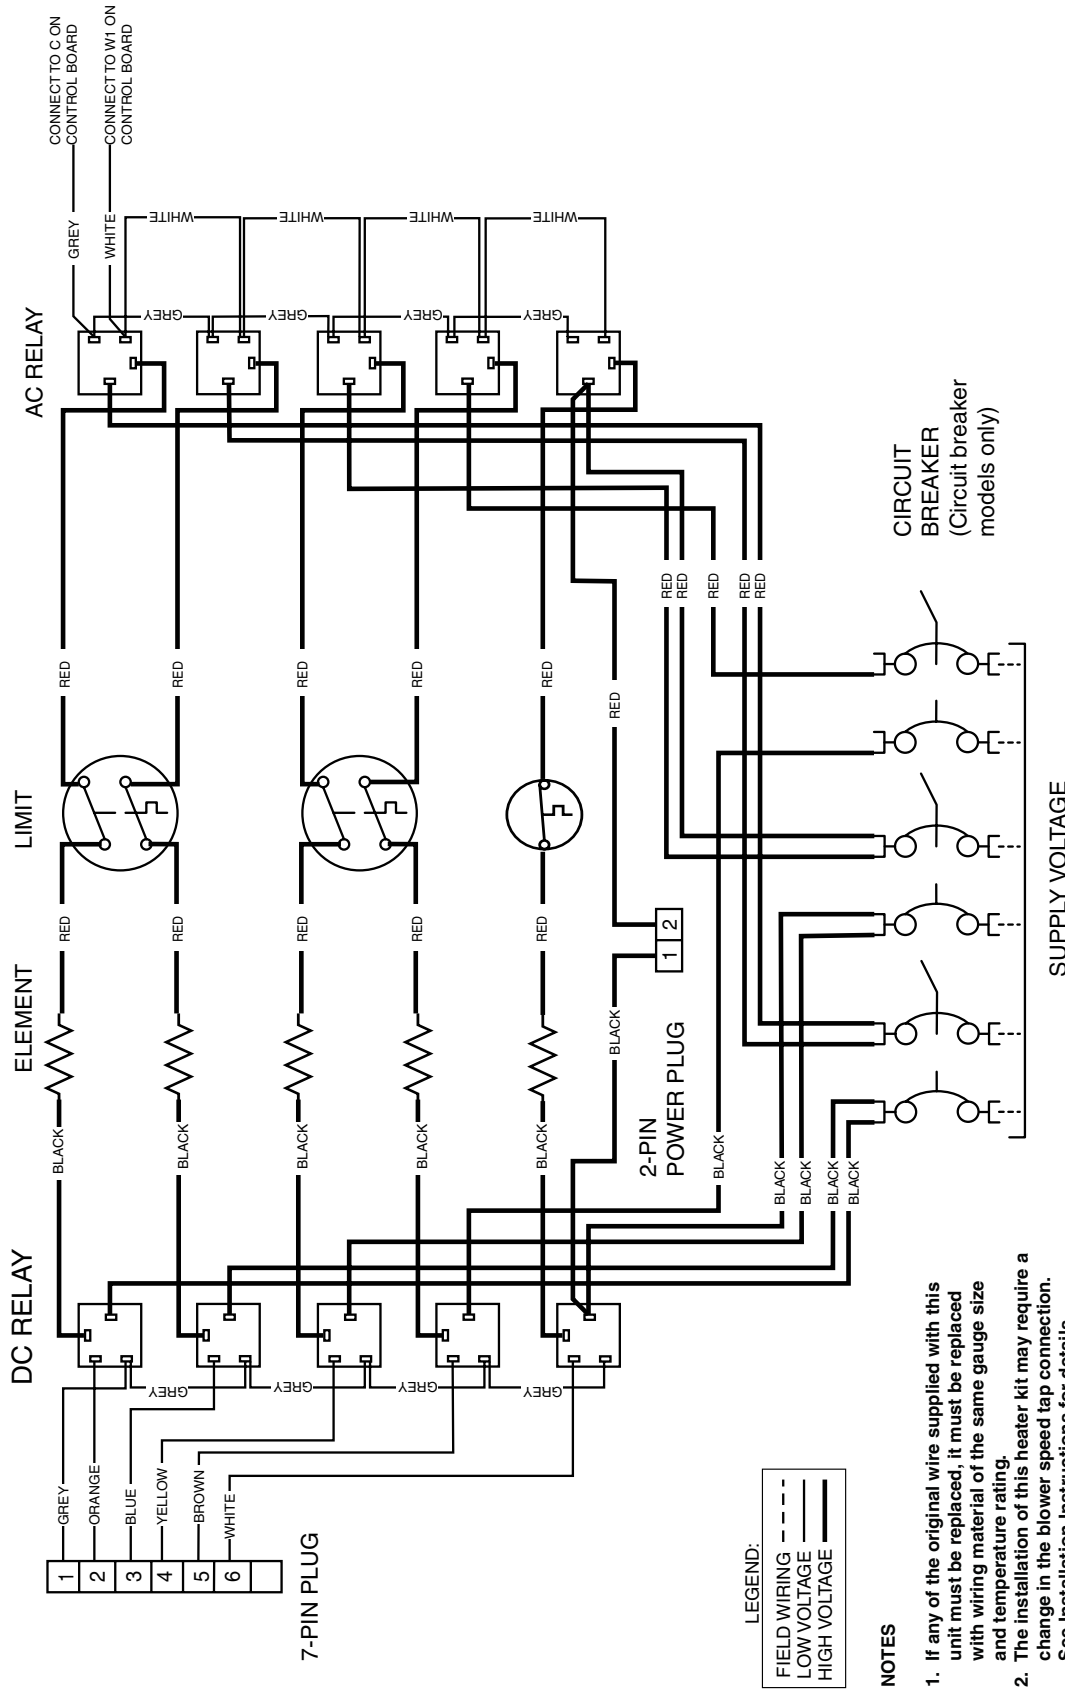 DC RELAY
ELEMENT
LIMIT
AC RELAY
CONNECT TO C ON
CONTROL BOARD
CONNECT TO W1 ON
CONTROL BOARD
GREY
WHITE
1
2
3
4
5
6
GREY
ORANGE
BLUE
YELLOW
BROWN
WHITE
7-PIN PLUG
GREY
GREY
GREY
GREY
BLACK
RED
RED
BLACK
RED
RED
BLACK
RED
RED
BLACK
RED
RED
BLACK
RED
RED
GREY
GREY
GREY
GREY
WHITE
WHITE
WHITE
WHITE
BLACK
RED
1
2
2-PIN
POWER PLUG
BLACK
BLACK
BLACK
BLACK
BLACK
RED
RED
RED
RED
RED
CIRCUIT
BREAKER
(Circuit breaker
models only)
SUPPLY VOLTAGE
LEGEND:
FIELD WIRING
LOW VOLTAGE
HIGH VOLTAGE
NOTES
1. If any of the original wire supplied with this
unit must be replaced, it must be replaced
with wiring material of the same gauge size
and temperature rating.
2. The installation of this heater kit may require a
change in the blower speed tap connection.
See Installation Instructions for details